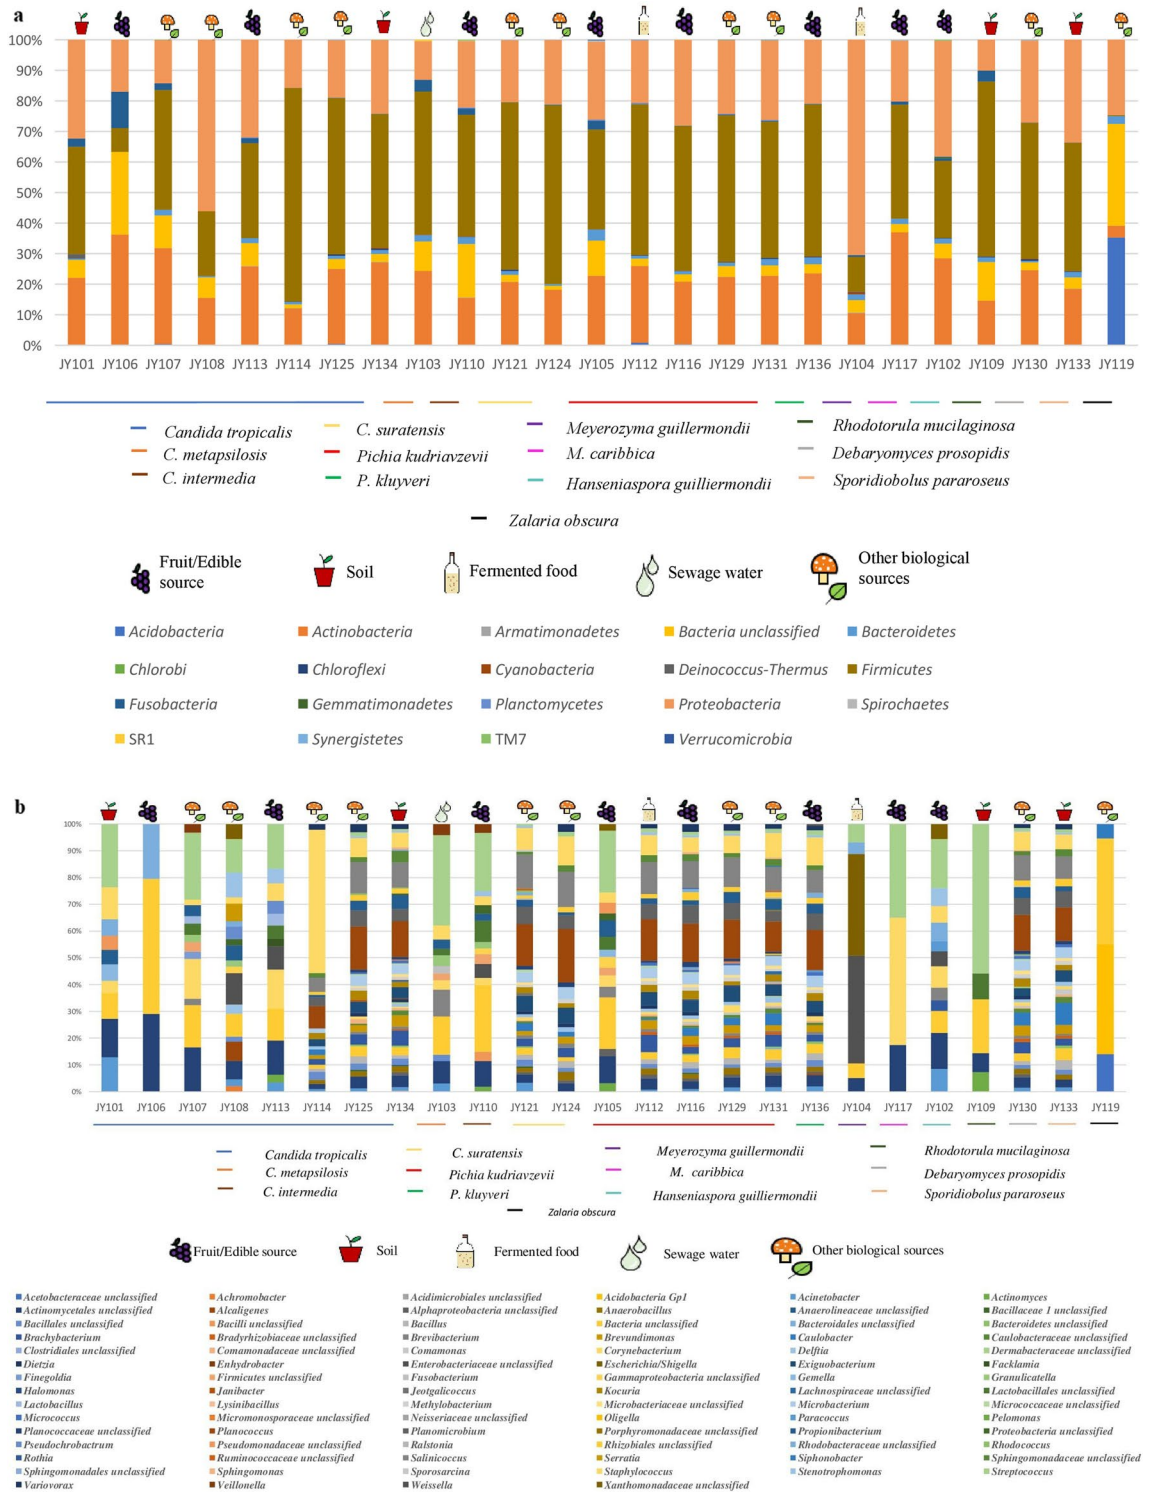 a
100%
90%
80%
70%
60%
50%
40%
30%
20%
10%
0%
JY101 JY106 JY107 JY108 JY113 JY114 JY125 JY134 JY103 JY110 JY121 JY124 JY105 JY112 JY116 JY129 JY131 JY136 JY104 JY117 JY102 JY109 JY130 JY133 JY119
Candida tropicalis C. suratensis Meyerozyma guillermondii Rhodotorula mucilaginosa
C. metapsilosis Pichia kudriavzevii M. caribbica Debaryomyces prosopidis
C. intermedia P. kluyveri Hanseniaspora guilliermondii Sporidiobolus pararoseus
Zalaria obscura
Fruit/Edible source Soil Fermented food Sewage water Other biological sources
Acidobacteria Actinobacteria Armatimonadetes Bacteria unclassified Bacteroidetes
Chlorobi Chloroflexi Cyanobacteria Deinococcus-Thermus Firmicutes
Fusobacteria Gemmatimonadetes Planctomycetes Proteobacteria Spirochaetes
SR1 Synergistetes TM7 Verrucomicrobia
b
100%
90%
80%
70%
60%
50%
40%
30%
20%
10%
0%
JY101 JY106 JY107 JY108 JY113 JY114 JY125 JY134 JY103 JY110 JY121 JY124 JY105 JY112 JY116 JY129 JY131 JY136 JY104 JY117 JY102 JY109 JY130 JY133 JY119
Candida tropicalis C. suratensis Meyerozyma guillermondii Rhodotorula mucilaginosa
C. metapsilosis Pichia kudriavzevii M. caribbica Debaryomyces prosopidis
C. intermedia P. kluyveri Hanseniaspora guilliermondii Sporidiobolus pararoseus
Zalaria obscura
Fruit/Edible source Soil Fermented food Sewage water Other biological sources
Acetobacteraceae unclassified Achromobacter Acidimicrobiales unclassified Acidobacteria Gp1 Acinetobacter Actinomyces
Actinomycetales unclassified Alcaligenes Alphaproteobacteria unclassified Anaerobacillus Anaerolineaceae unclassified Bacillaceae 1 unclassified
Bacillales unclassified Bacilli unclassified Bacillus Bacteria unclassified Bacteroidales unclassified Bacteroidetes unclassified
Brachybacterium Bradyrhizobiaceae unclassified Brevibacterium Brevundimonas Caulobacter Caulobacteraceae unclassified
Clostridiales unclassified Comamonadaceae unclassified Comamonas Corynebacterium Delftia Dermabacteraceae unclassified
Dietzia Enhydrobacter Enterobacteriaceae unclassified Escherichia/Shigella Exiguobacterium Facklamia
Finegoldia Firmicutes unclassified Fusobacterium Gammaproteobacteria unclassified Gemella Granulicatella
Halomonas Janibacter Jeotgalicoccus Kocuria Lachnospiraceae unclassified Lactobacillales unclassified
Lactobacillus Lysinibacillus Methylobacterium Microbacteriaceae unclassified Microbacterium Micrococcaceae unclassified
Micrococcus Micromonosporaceae unclassified Neisseriaceae unclassified Oligella Paracoccus Pelomonas
Planococcaceae unclassified Planococcus Planomicrobium Porphyromonadaceae unclassified Propionibacterium Proteobacteria unclassified
Pseudochrobactrum Pseudomonadaceae unclassified Ralstonia Rhizobiales unclassified Rhodobacteraceae unclassified Rhodococcus
Rothia Ruminococcaceae unclassified Salinicoccus Serratia Siphonobacter Sphingomonadaceae unclassified
Sphingomonadales unclassified Sphingomonas Sporosarcina Staphylococcus Stenotrophomonas Streptococcus
Variovorax Veillonella Weissella Xanthomonadaceae unclassified